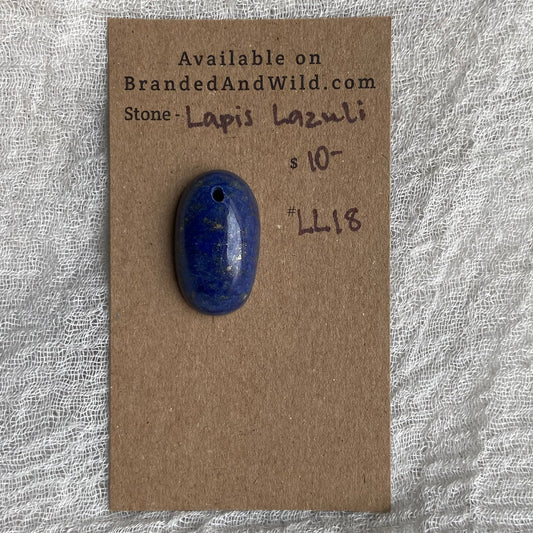 Available on
BrandedAndWild.com
Stone - Lapis Lazuli
$ 10-
# LL18